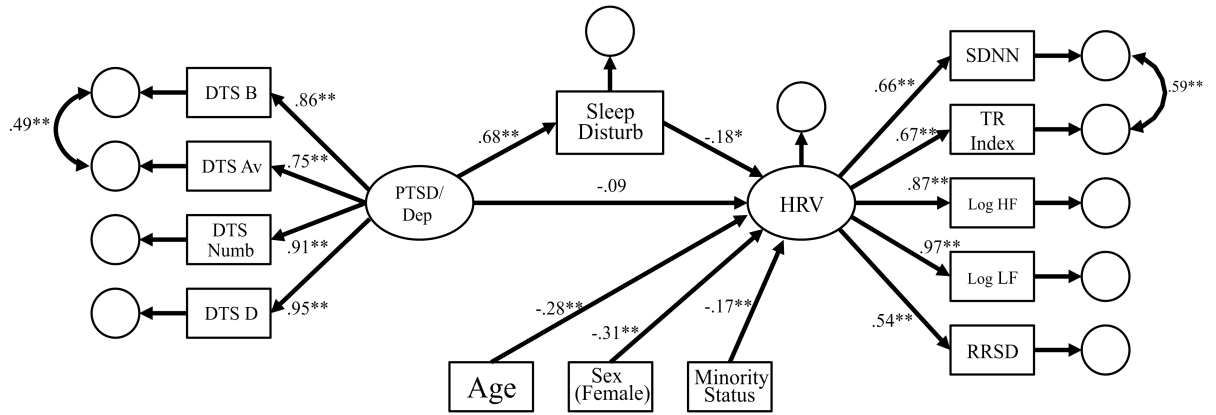 SDNN
.66**
.59**
DTS B
.86**
Sleep
Disturb
.49**
.68**
-.18*
.67**
TR
Index
DTS Av
.75**
PTSD/
Dep
-.09
HRV
.87**
Log HF
DTS
Numb
.91**
.97**
Log LF
DTS D
.95**
-.28**
-.31**
-.17**
.54**
RRSD
Age
Sex
(Female)
Minority
Status